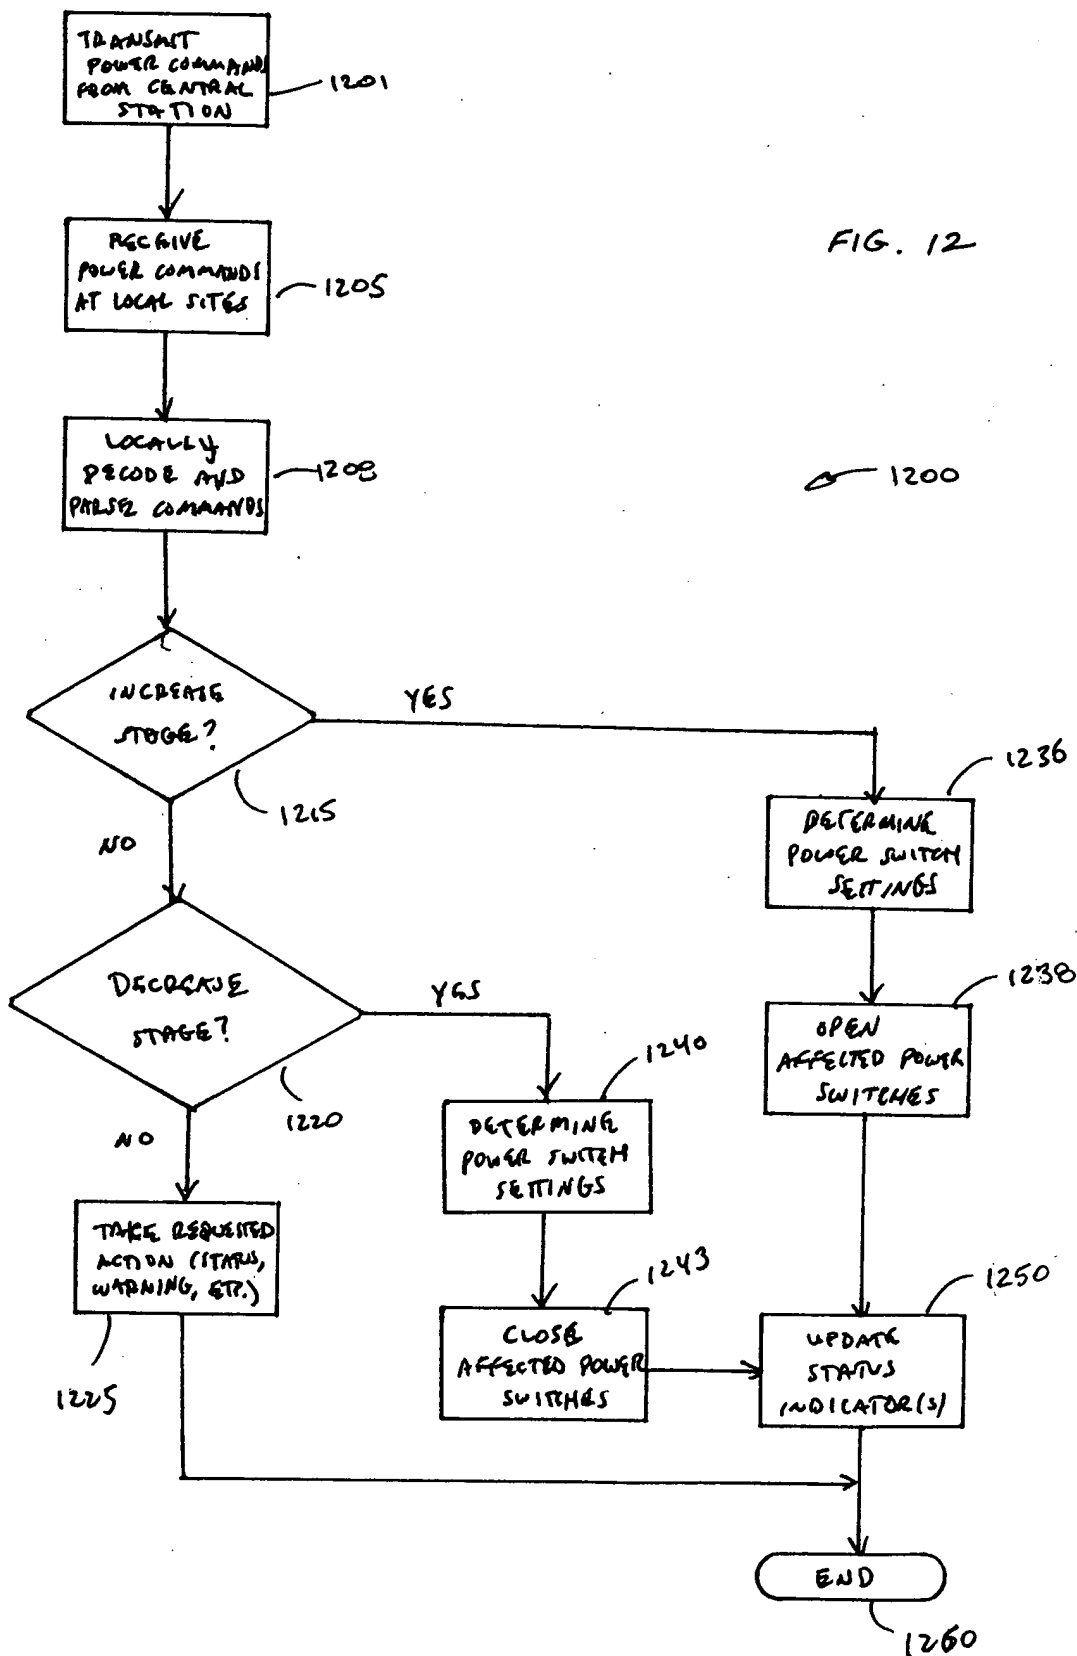 TRANSMIT
POWER COMMANDS
FROM CENTRAL
STATION
1201
RECEIVE
POWER COMMANDS
AT LOCAL SITES
1205
FIG. 12
LOCALLY
DECODE AND
PARSE COMMANDS
1208
1200
INCREASE
STAGE?
YES
1215
NO
1236
DETERMINE
POWER SWITCH
SETTINGS
DECREASE
STAGE?
YES
1220
NO
1238
OPEN
AFFECTED POWER
SWITCHES
1240
DETERMINE
POWER SWITCH
SETTINGS
TAKE REQUESTED
ACTION (STATUS,
WARNING, ETC.)
1225
1243
CLOSE
AFFECTED POWER
SWITCHES
1250
UPDATE
STATUS
INDICATOR(S)
END
1260